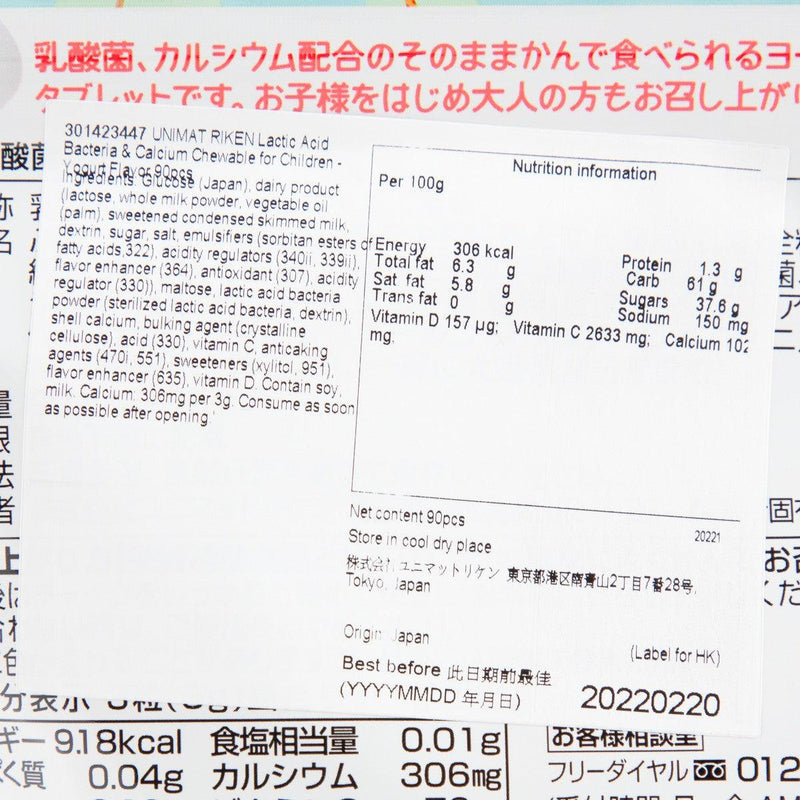 乳酸菌、カルシウム配合のそのままかんで食べられるヨー
タブレットです。お子様をはじめ大人の方もお召し上がり
301423447 UNIMAT RIKEN Lactic Acid
Bacteria & Calcium Chewable for Children -
Yogurt Flavor 90pcs
Ingredients: Glucose (Japan), dairy product
(lactose, whole milk powder, vegetable oil
(palm), sweetened condensed skimmed milk,
dextrin, sugar, salt, emulsifiers (sorbitan esters of
fatty acids,322), acidity regulators (340ii, 339ii),
flavor enhancer (364), antioxidant (307), acidity
regulator (330)), maltose, lactic acid bacteria
powder (sterilized lactic acid bacteria, dextrin),
shell calcium, bulking agent (crystalline
cellulose), acid (330), vitamin C, anticaking
agents (470i, 551), sweeteners (xylitol, 951),
flavor enhancer (635), vitamin D. Contain soy,
milk. Calcium: 306mg per 3g. Consume as soon
as possible after opening.
Nutrition information
Per 100g
Energy 306 kcal
Total fat 6.3 g Protein 1.3 g
Sat fat 5.8 g Carb 61 g
Trans fat 0 g Sugars 37.6 g
Sodium 150 mg
Vitamin D 157 µg; Vitamin C 2633 mg; Calcium 102
mg;
Net content 90pcs
20221
Store in cool dry place
株式会社ユニマットリケン 東京都港区南青山2丁目7番28号,
Tokyo, Japan
Origin: Japan
(Label for HK)
Best before 此日期前最佳
(YYYYMMDD 年月日) 20220220
ギー 9.18kcal 食塩相当量 0.01g
く質 0.04g カルシウム 306mg
お客様相談室
フリーダイヤル 012